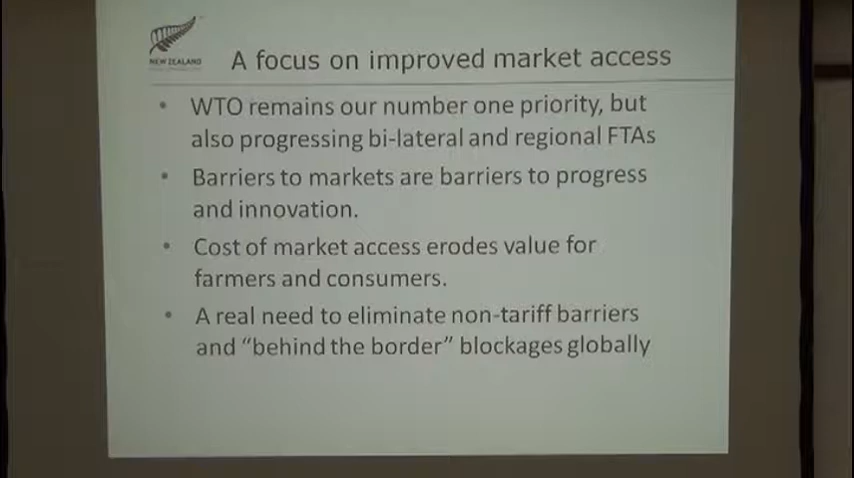 NEW ZEALAND
A focus on improved market access
• WTO remains our number one priority, but
also progressing bi-lateral and regional FTAs
• Barriers to markets are barriers to progress
and innovation.
• Cost of market access erodes value for
farmers and consumers.
• A real need to eliminate non-tariff barriers
and “behind the border” blockages globally